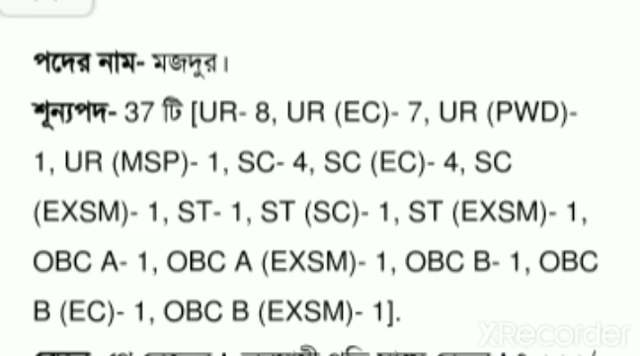 পদের নাম- মজদুর।
শূন্যপদ- 37 টি [UR- 8, UR (EC)- 7, UR (PWD)-
1, UR (MSP)- 1, SC- 4, SC (EC)- 4, SC
(EXSM)- 1, ST- 1, ST (SC)- 1, ST (EXSM)- 1,
OBC A- 1, OBC A (EXSM)- 1, OBC B- 1, OBC
B (EC)- 1, OBC B (EXSM)- 1].
XRecorder